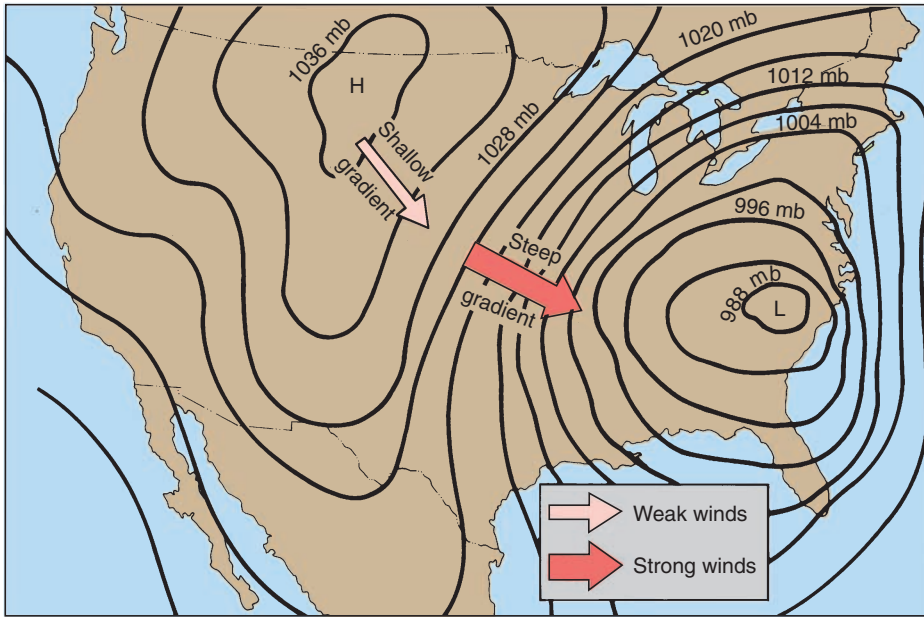 1036 mb
H
Shallow
gradient
1028 mb
1020 mb
1012 mb
1004 mb
996 mb
988 mb
L
Steep
gradient
Weak winds
Strong winds